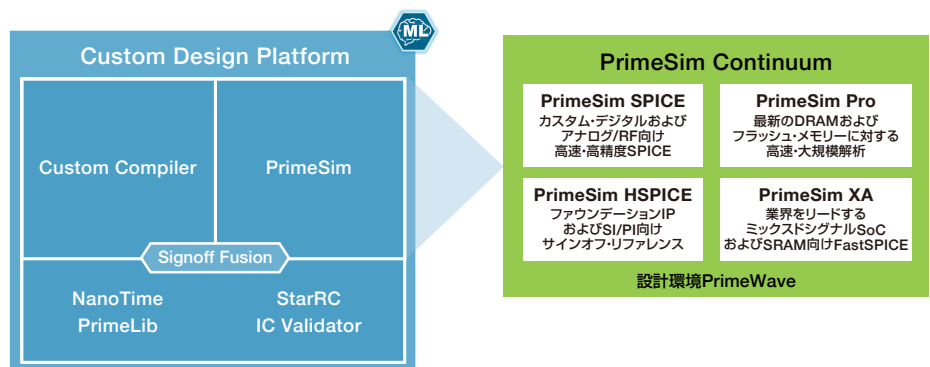 ML
Custom Design Platform
Custom Compiler
PrimeSim
Signoff Fusion
NanoTime
PrimeLib
StarRC
IC Validator
PrimeSim Continuum
PrimeSim SPICE
カスタム・デジタルおよび
アナログ/RF向け
高速・高精度SPICE
PrimeSim Pro
最新のDRAMおよび
フラッシュ・メモリーに対する
高速・大規模解析
PrimeSim HSPICE
ファウンデーションIP
およびSI/PI向け
サインオフ・リファレンス
PrimeSim XA
業界をリードする
ミックスドシグナルSoC
およびSRAM向けFastSPICE
設計環境PrimeWave